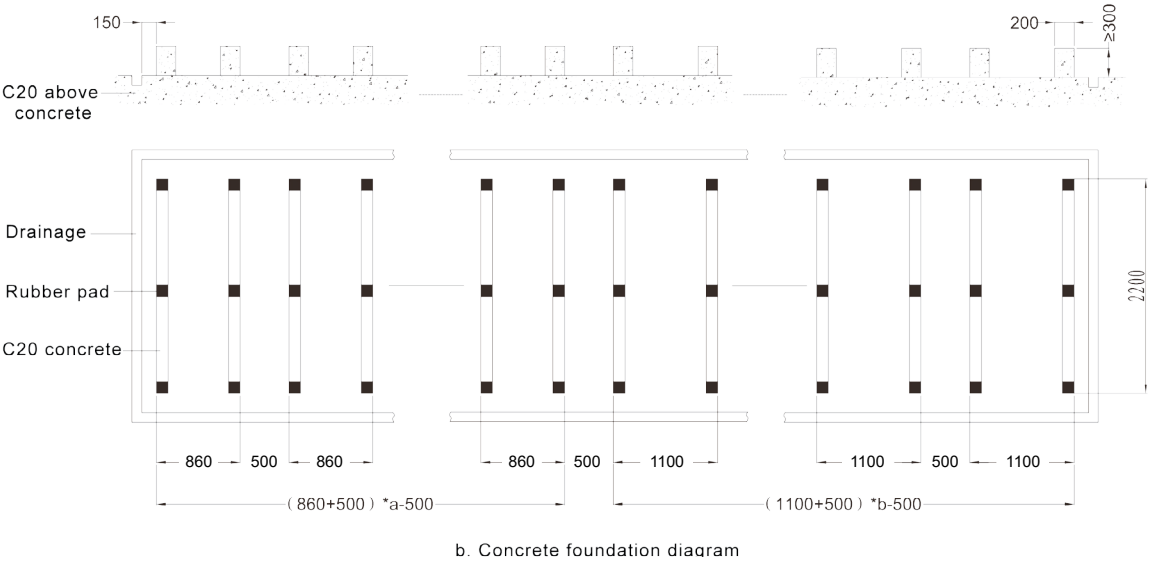 150
200
≥300
C20 above
concrete
Drainage
Rubber pad
C20 concrete
2200
860 500 860 860 500 1100 1100 500 1100
(860+500) *a-500 (1100+500) *b-500
b. Concrete foundation diagram